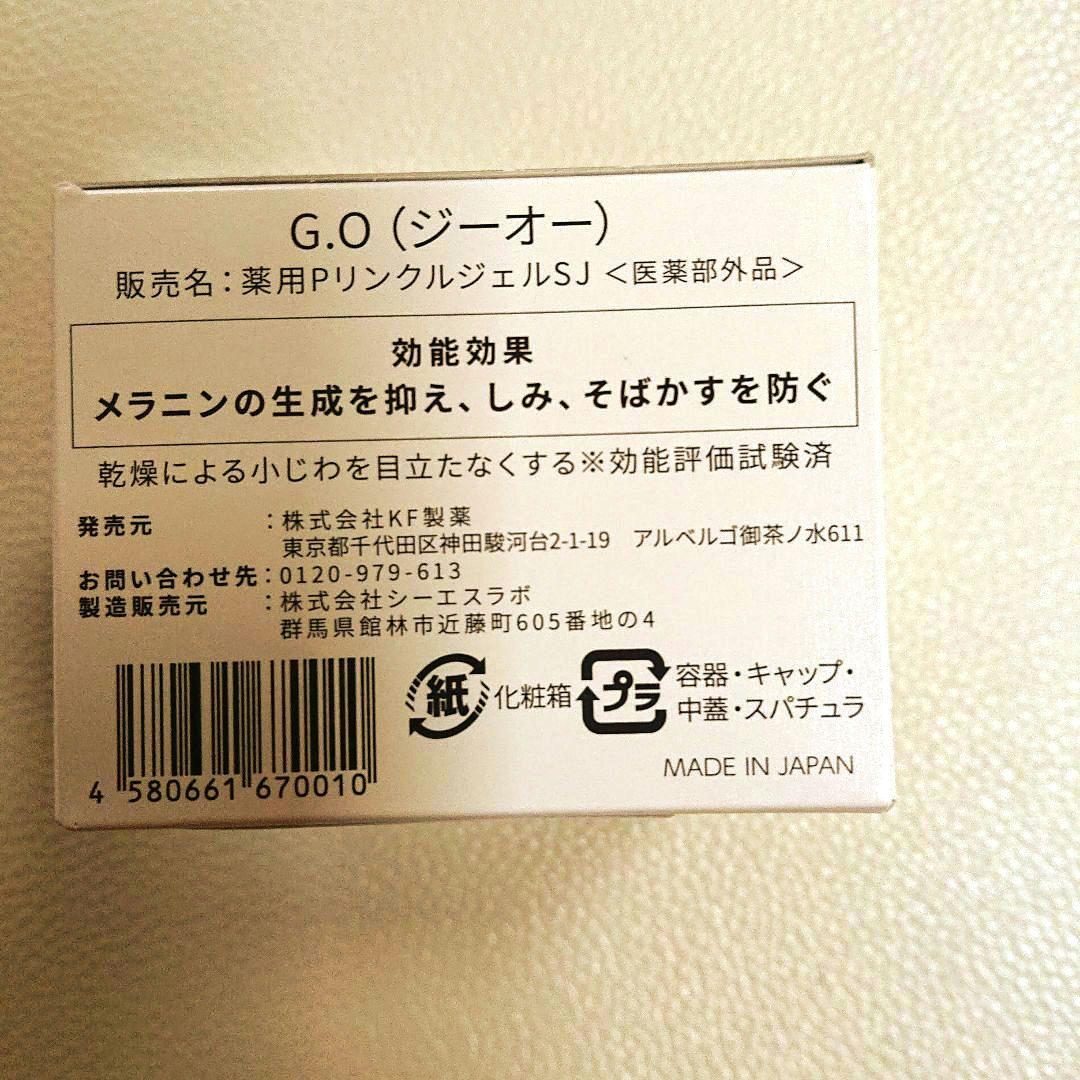 G.O（ジーオー）
販売名：薬用PリンクルジェルSJ ＜医薬部外品＞
効能効果
メラニンの生成を抑え、しみ、そばかすを防ぐ
乾燥による小じわを目立たなくする※効能評価試験済
発売元　：株式会社KF製薬
東京都千代田区神田駿河台2-1-19　アルベルゴ御茶ノ水611
お問い合わせ先：0120-979-613
製造販売元　：株式会社シーエスラボ
群馬県館林市近藤町605番地の4
紙 化粧箱 プラ 容器・キャップ・
中蓋・スパチュラ
MADE IN JAPAN
4 580661 670010